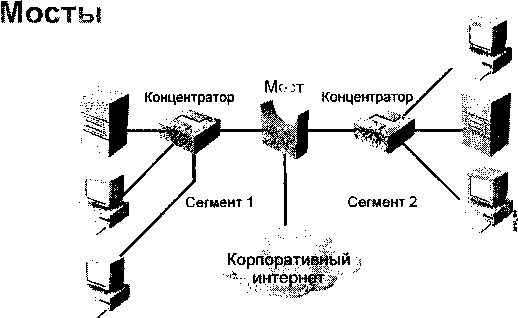 Мосты
Мост
Концентратор
Концентратор
Сегмент 1
Сегмент 2
Корпоративный
интернет